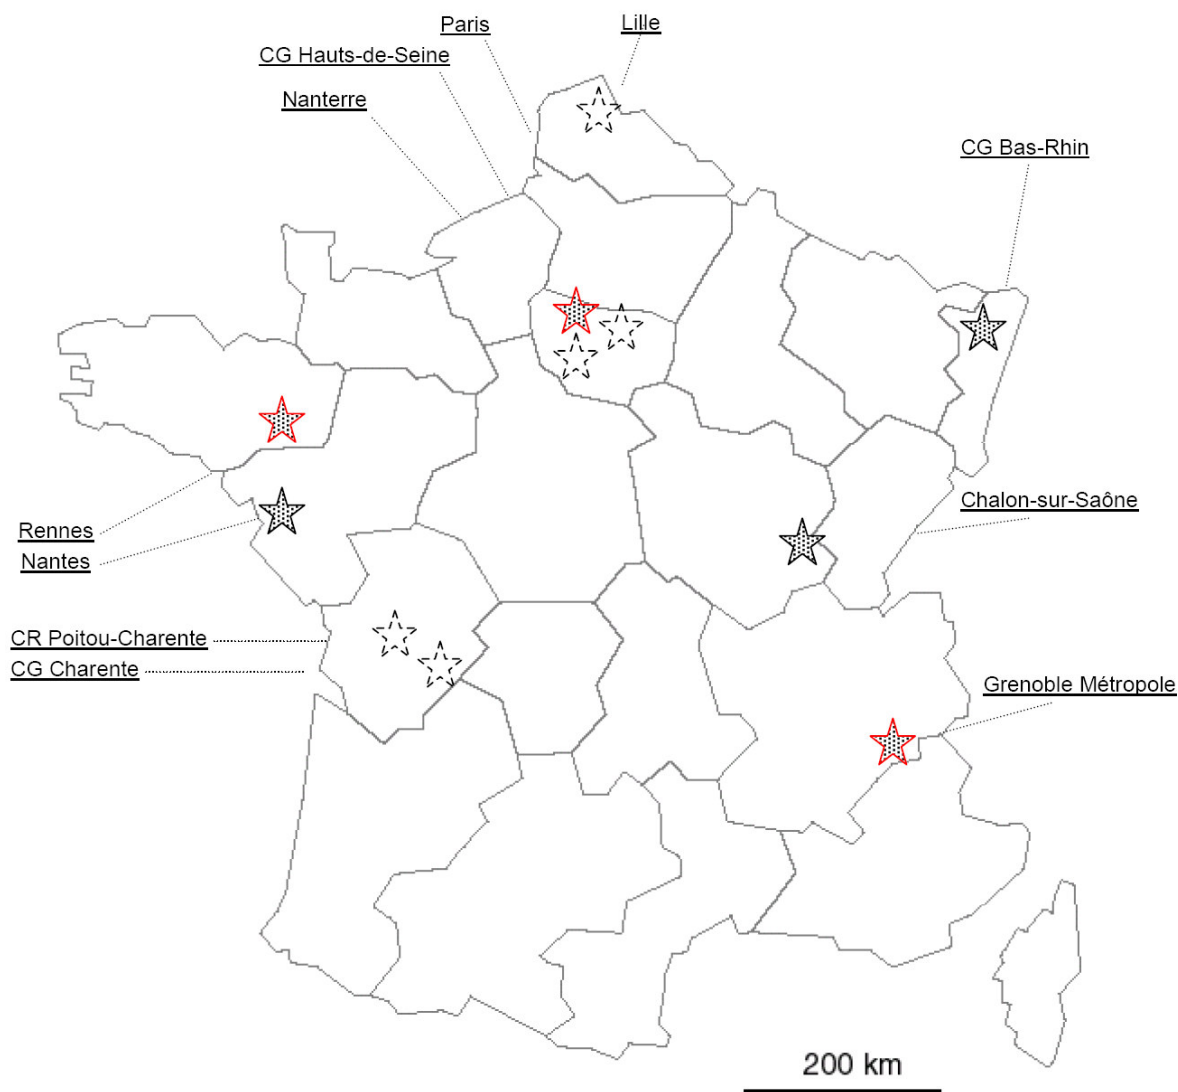 Paris
Lille
CG Hauts-de-Seine
Nanterre
CG Bas-Rhin
Chalon-sur-Saône
Rennes
Nantes
CR Poitou-Charente
CG Charente
Grenoble Métropole
200 km